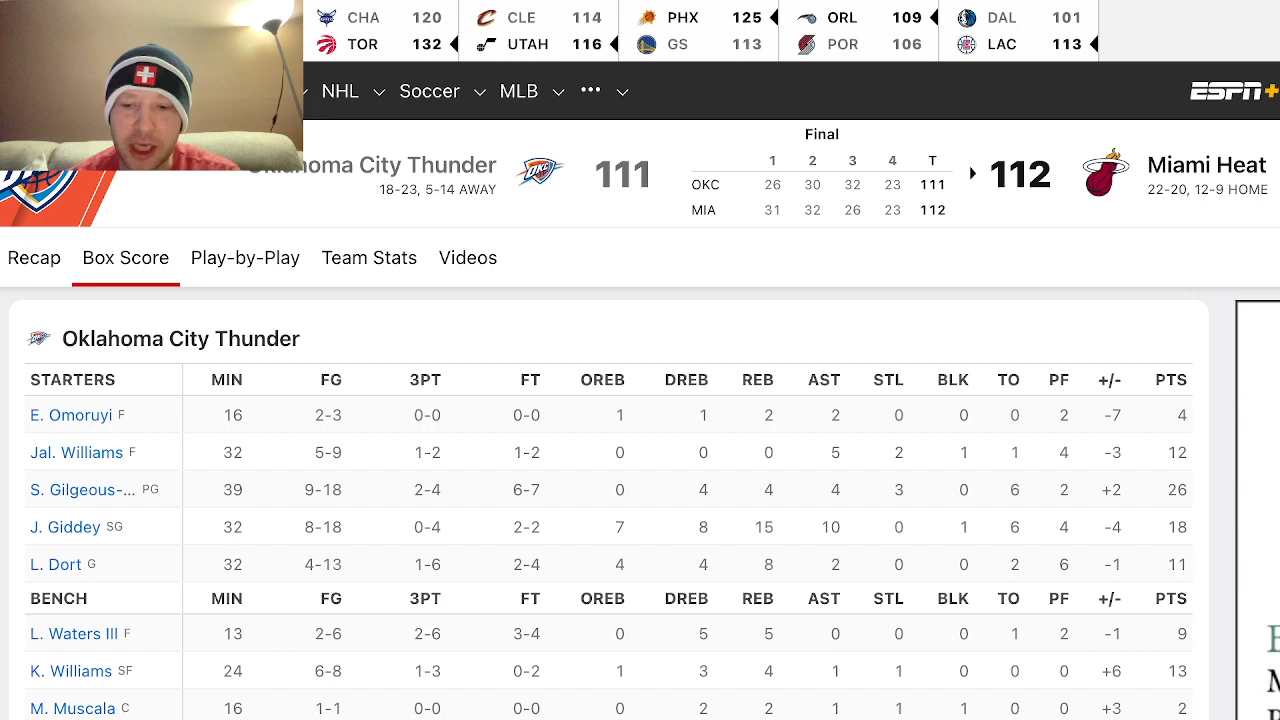 CHA 120 CLE 114 PHX 125 ORL 109 DAL 101
TOR 132 UTAH 116 GS 113 POR 106 LAC 113
NHL Soccer MLB ••• ESPN+
Final
Oklahoma City Thunder 111 1 2 3 4 T 112 Miami Heat
18-23, 5-14 AWAY OKC 26 30 32 23 111 22-20, 12-9 HOME
MIA 31 32 26 23 112
Recap Box Score Play-by-Play Team Stats Videos
Oklahoma City Thunder
STARTERS MIN FG 3PT FT OREB DREB REB AST STL BLK TO PF +/- PTS
E. Omoruyi F 16 2-3 0-0 0-0 1 1 2 2 0 0 0 2 -7 4
Jal. Williams F 32 5-9 1-2 1-2 0 0 0 5 2 1 1 4 -3 12
S. Gilgeous-... PG 39 9-18 2-4 6-7 0 4 4 4 3 0 6 2 +2 26
J. Giddey SG 32 8-18 0-4 2-2 7 8 15 10 0 1 6 4 -4 18
L. Dort G 32 4-13 1-6 2-4 4 4 8 2 0 0 2 6 -1 11
BENCH MIN FG 3PT FT OREB DREB REB AST STL BLK TO PF +/- PTS
L. Waters III F 13 2-6 2-6 3-4 0 5 5 0 0 0 1 2 -1 9
K. Williams SF 24 6-8 1-3 0-2 1 3 4 1 1 0 0 0 +6 13
M. Muscala C 16 1-1 0-0 0-0 0 2 2 1 1 1 0 0 +3 2